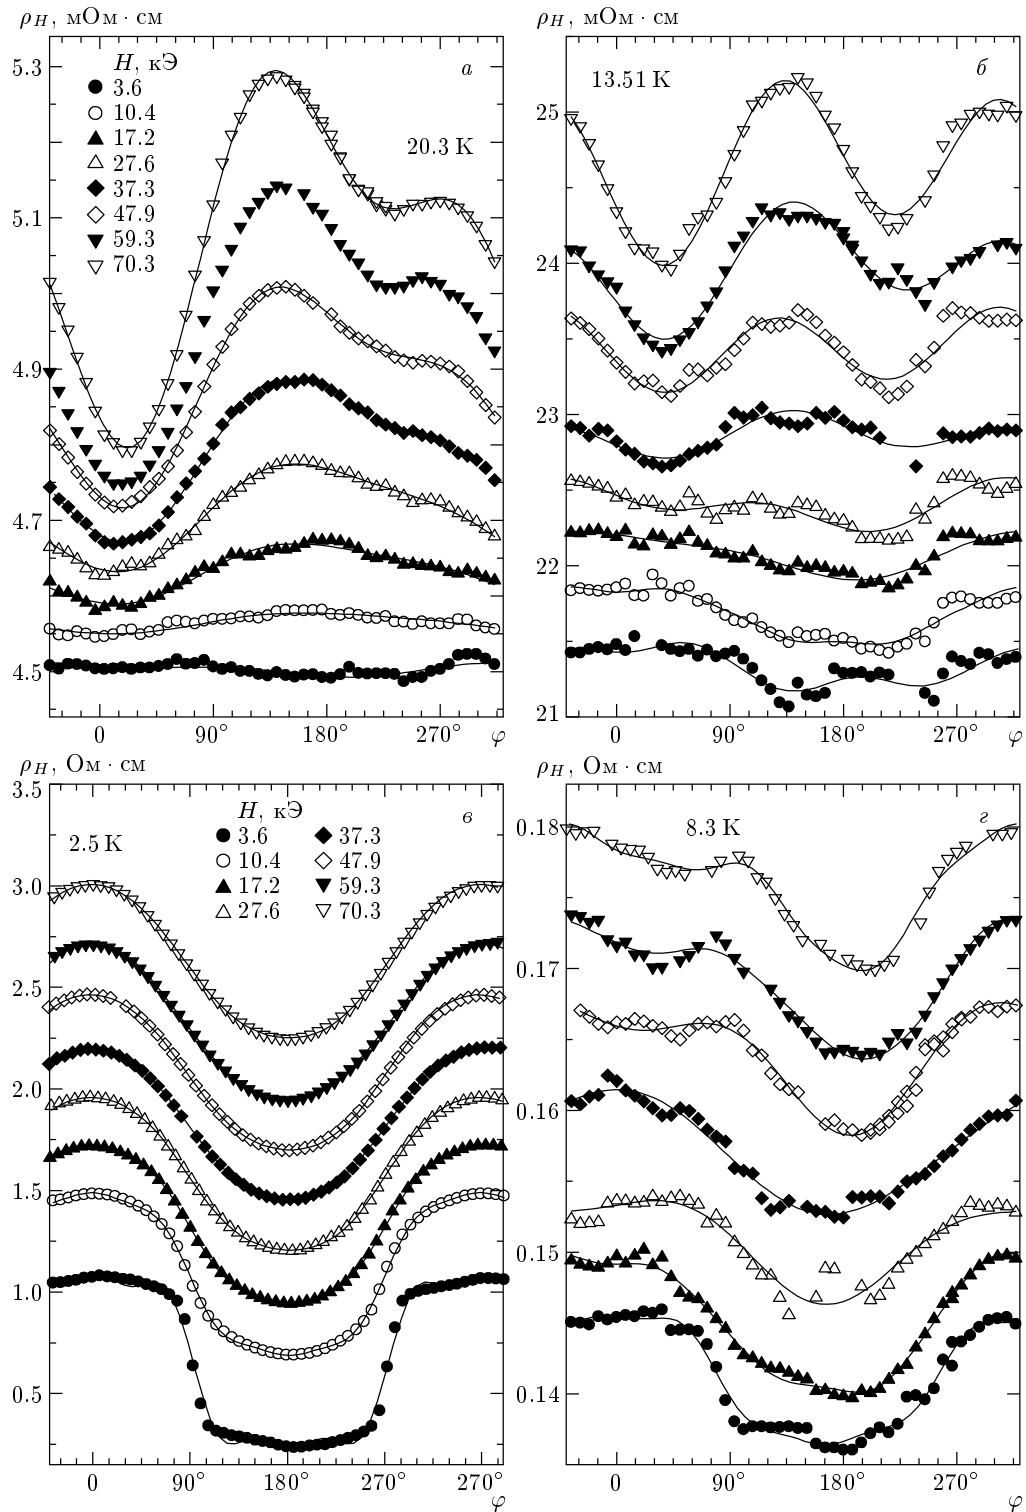 ρH, мОм · см
5.3
5.1
4.9
4.7
4.5
H, кЭ
3.6
10.4
17.2
27.6
37.3
47.9
59.3
70.3
а
20.3 K
0 90° 180° 270° φ
ρH, мОм · см
25
24
23
22
21
13.51 K
б
0 90° 180° 270° φ
ρH, Ом · см
3.5
3.0
2.5
2.0
1.5
1.0
0.5
2.5 K
H, кЭ
3.6 37.3
10.4 47.9
17.2 59.3
27.6 70.3
в
0 90° 180° 270°
φ
ρH, Ом · см
0.18
0.17
0.16
0.15
0.14
8.3 K
г
0 90° 180° 270°
φ